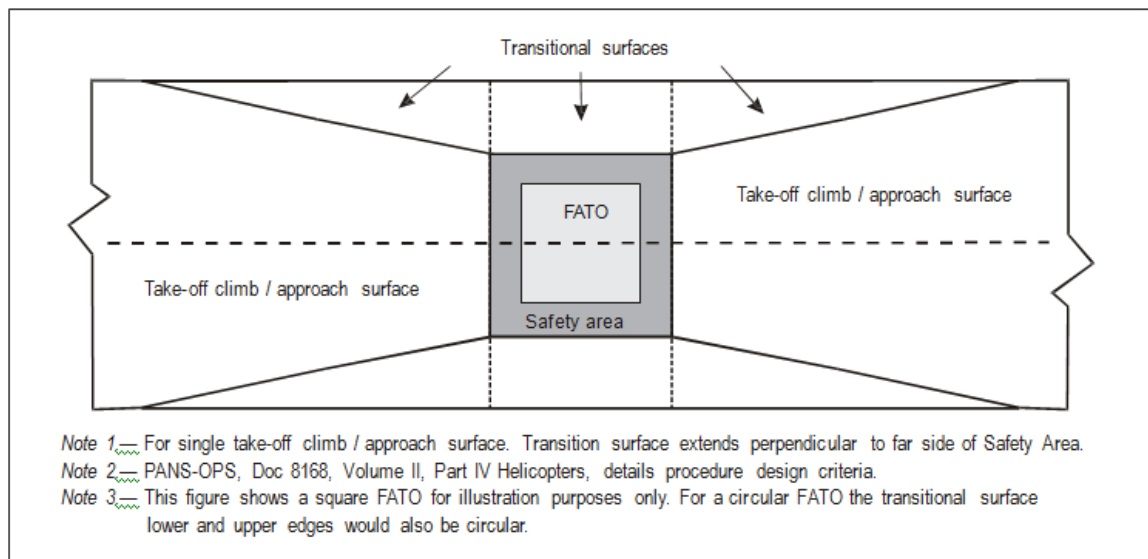 Transitional surfaces
Take-off climb / approach surface
FATO
Take-off climb / approach surface
Safety area
Note 1.— For single take-off climb / approach surface. Transition surface extends perpendicular to far side of Safety Area.
Note 2.— PANS-OPS, Doc 8168, Volume II, Part IV Helicopters, details procedure design criteria.
Note 3.— This figure shows a square FATO for illustration purposes only. For a circular FATO the transitional surface
lower and upper edges would also be circular.